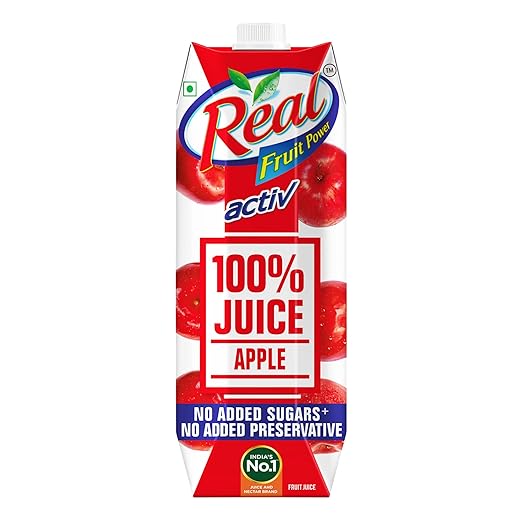 Réal
TM
Fruit Power
activ
100%
JUICE
APPLE
NO ADDED SUGARS+
NO ADDED PRESERVATIVE
INDIA'S
No.1
JUICE AND
NECTAR BRAND
FRUIT JUICE